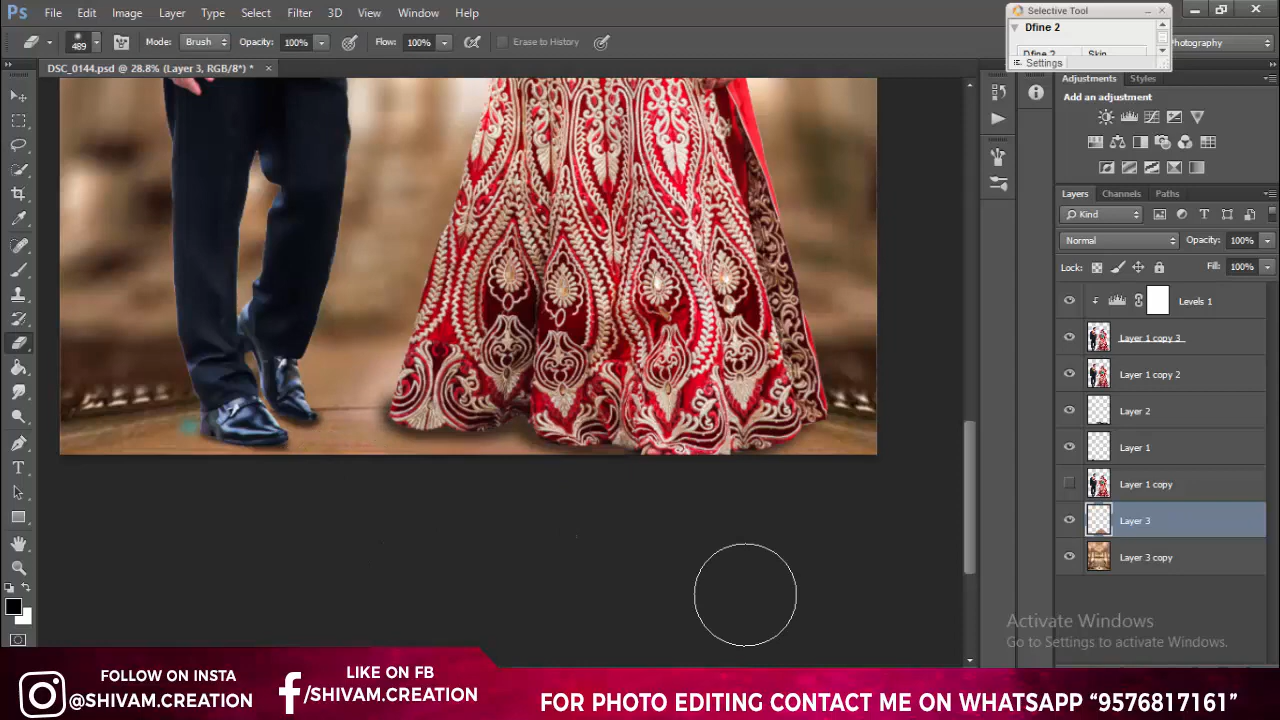 Ps File Edit Image Layer Type Select Filter 3D View Window Help
Selective Tool
Dfine 2
Dfine 2 Skin
Settings
489 Mode: Brush Opacity: 100% Flow: 100% Erase to History
Photography
DSC_0144.psd @ 28.8% (Layer 3, RGB/8*) * ×
Adjustments Styles
Add an adjustment
Layers Channels Paths
Kind
Normal Opacity: 100%
Lock: Fill: 100%
Levels 1
Layer 1 copy 3
Layer 1 copy 2
Layer 2
Layer 1
Layer 1 copy
Layer 3
Layer 3 copy
Activate Windows
Go to Settings to activate Windows.
FOLLOW ON INSTA
@SHIVAM.CREATION
LIKE ON FB
/SHIVAM.CREATION
FOR PHOTO EDITING CONTACT ME ON WHATSAPP “9576817161”